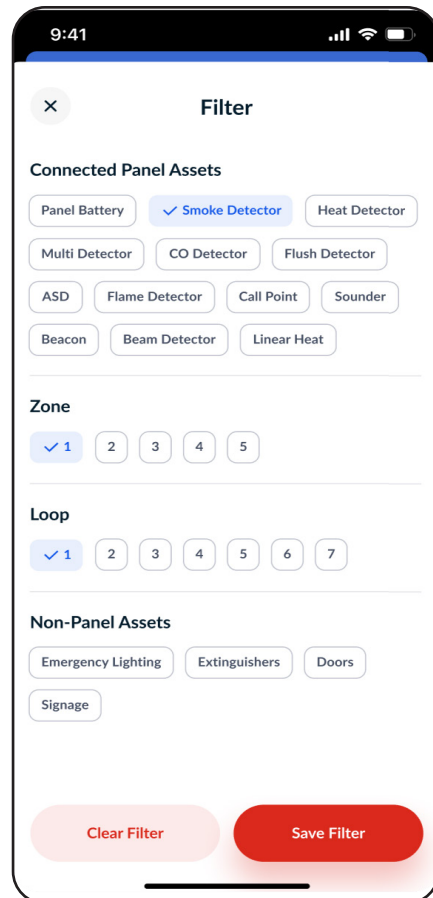 9:41
Filter
Connected Panel Assets
Panel Battery Smoke Detector Heat Detector
Multi Detector CO Detector Flush Detector
ASD Flame Detector Call Point Sounder
Beacon Beam Detector Linear Heat
Zone
1 2 3 4 5
Loop
1 2 3 4 5 6 7
Non-Panel Assets
Emergency Lighting Extinguishers Doors
Signage
Clear Filter Save Filter